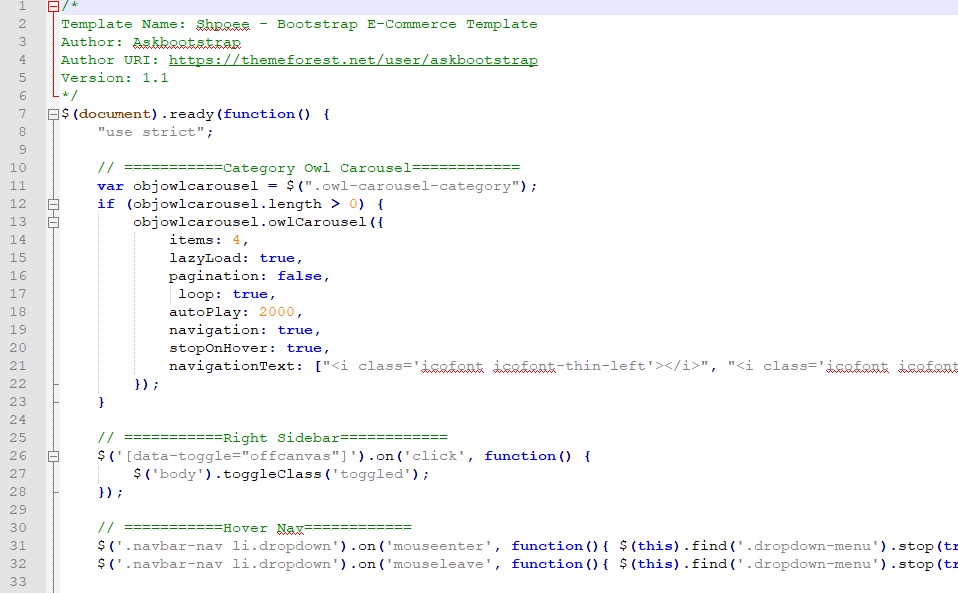 1 /*
2 Template Name: Shpoee - Bootstrap E-Commerce Template
3 Author: Askbootstrap
4 Author URI: https://themeforest.net/user/askbootstrap
5 Version: 1.1
6 */
7 $(document).ready(function() {
8 "use strict";
9
10 // ===========Category Owl Carousel============
11 var objowlcarousel = $(".owl-carousel-category");
12 if (objowlcarousel.length > 0) {
13 objowlcarousel.owlCarousel({
14 items: 4,
15 lazyLoad: true,
16 pagination: false,
17 loop: true,
18 autoPlay: 2000,
19 navigation: true,
20 stopOnHover: true,
21 navigationText: ["<i class='icofont icofont-thin-left'></i>", "<i class='icofont icofont
22 });
23 }
24
25 // ===========Right Sidebar============
26 $('[data-toggle="offcanvas"]').on('click', function() {
27 $('body').toggleClass('toggled');
28 });
29
30 // ===========Hover Nav============
31 $('.navbar-nav li.dropdown').on('mouseenter', function(){ $(this).find('.dropdown-menu').stop(tr
32 $('.navbar-nav li.dropdown').on('mouseleave', function(){ $(this).find('.dropdown-menu').stop(tr
33